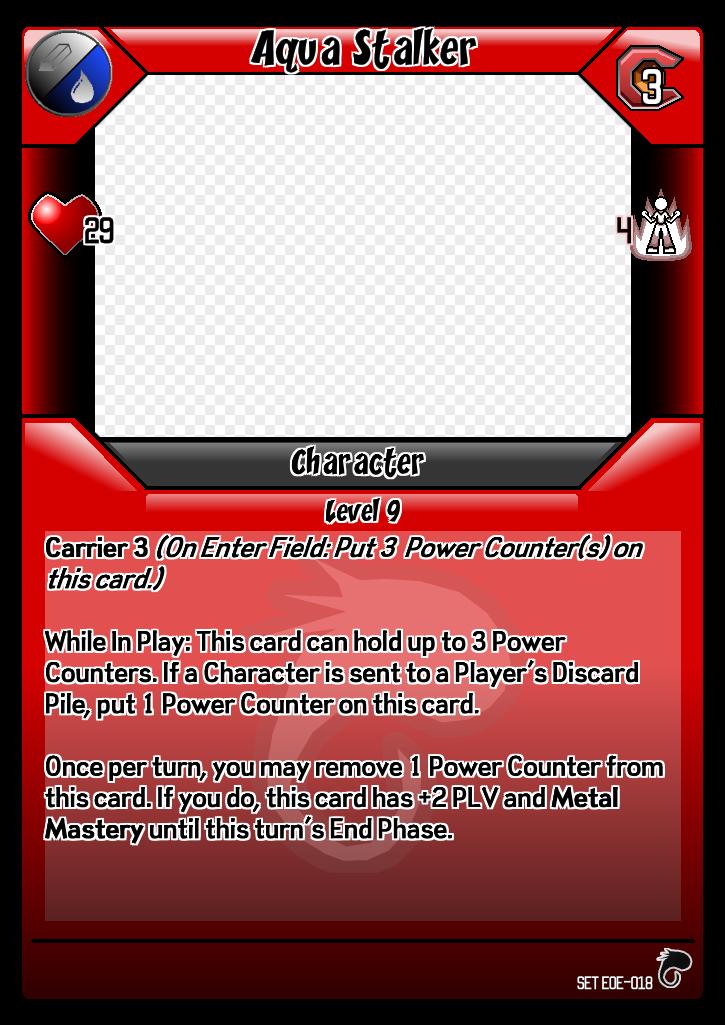 Aqua Stalker
3
29
4
Character
Level 9
Carrier 3 (On Enter Field: Put 3 Power Counter(s) on
this card.)
While In Play: This card can hold up to 3 Power
Counters. If a Character is sent to a Player's Discard
Pile, put 1 Power Counter on this card.
Once per turn, you may remove 1 Power Counter from
this card. If you do, this card has +2 PLV and Metal
Mastery until this turn's End Phase.
SET EOE-018